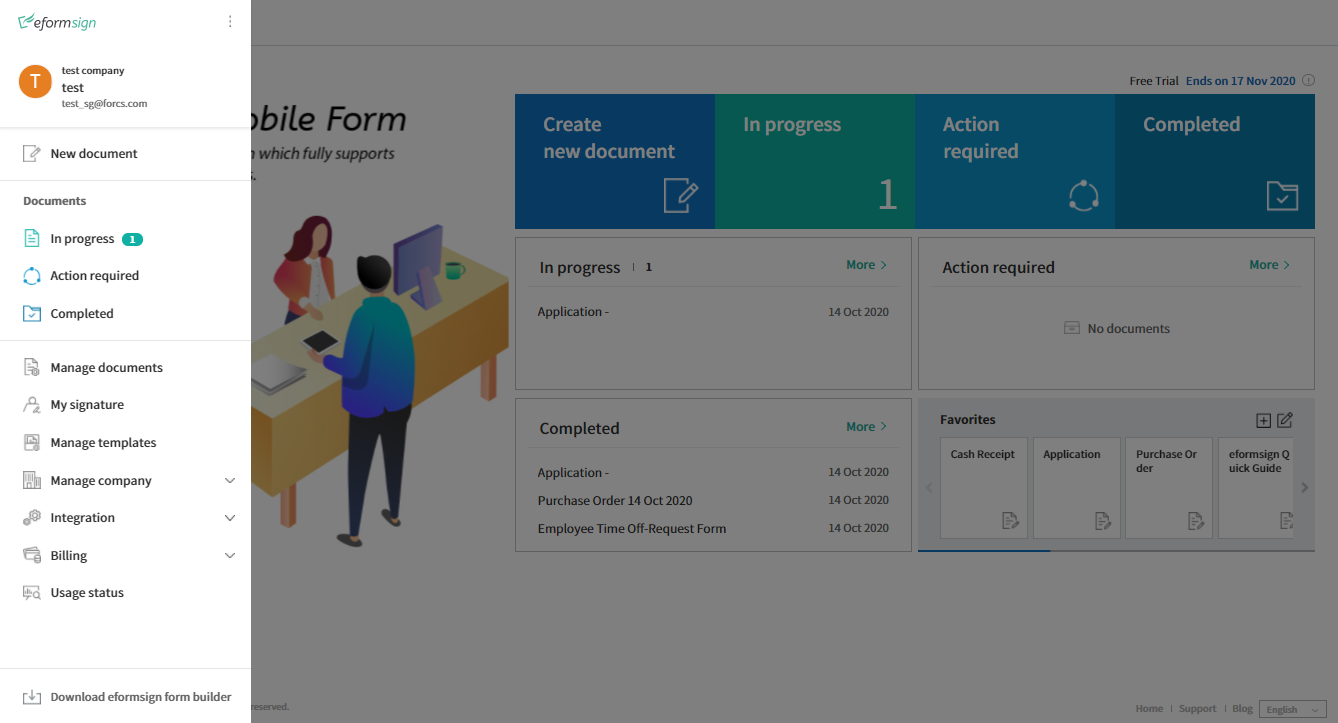 eformsign
T
test company
test
test_sg@forcs.com
New document
Documents
In progress 1
Action required
Completed
Manage documents
My signature
Manage templates
Manage company
Integration
Billing
Usage status
Download eformsign form builder
Free Trial Ends on 17 Nov 2020
bile Form
which fully supports
Create
new document
In progress
1
Action
required
Completed
In progress | 1 More >
Application - 14 Oct 2020
Action required More >
No documents
Completed More >
Application - 14 Oct 2020
Purchase Order 14 Oct 2020 14 Oct 2020
Employee Time Off-Request Form 14 Oct 2020
Favorites
Cash Receipt
Application
Purchase Or
der
eformsign Q
uick Guide
reserved.
Home | Support | Blog English